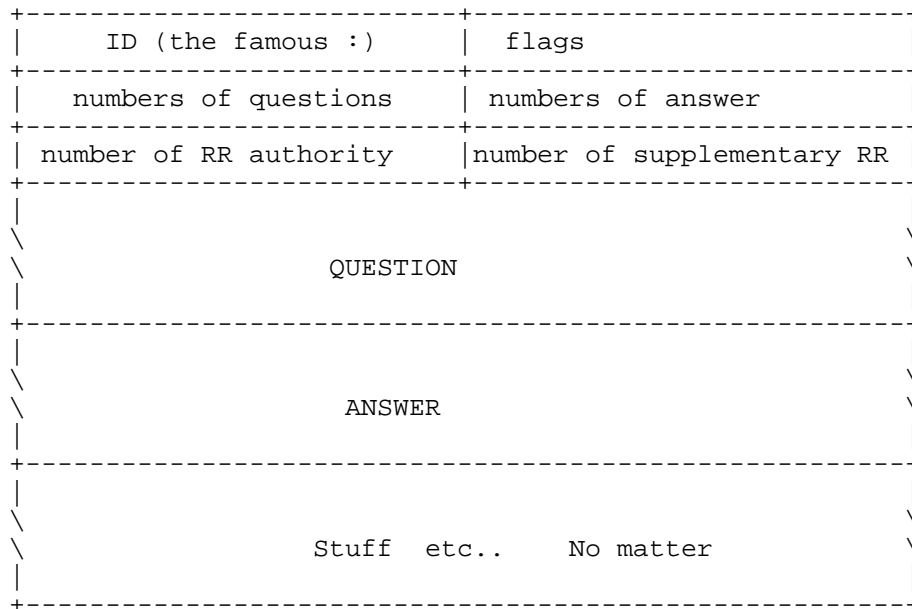 ID (the famous :) flags
numbers of questions numbers of answer
number of RR authority number of supplementary RR
QUESTION
ANSWER
Stuff etc.. No matter